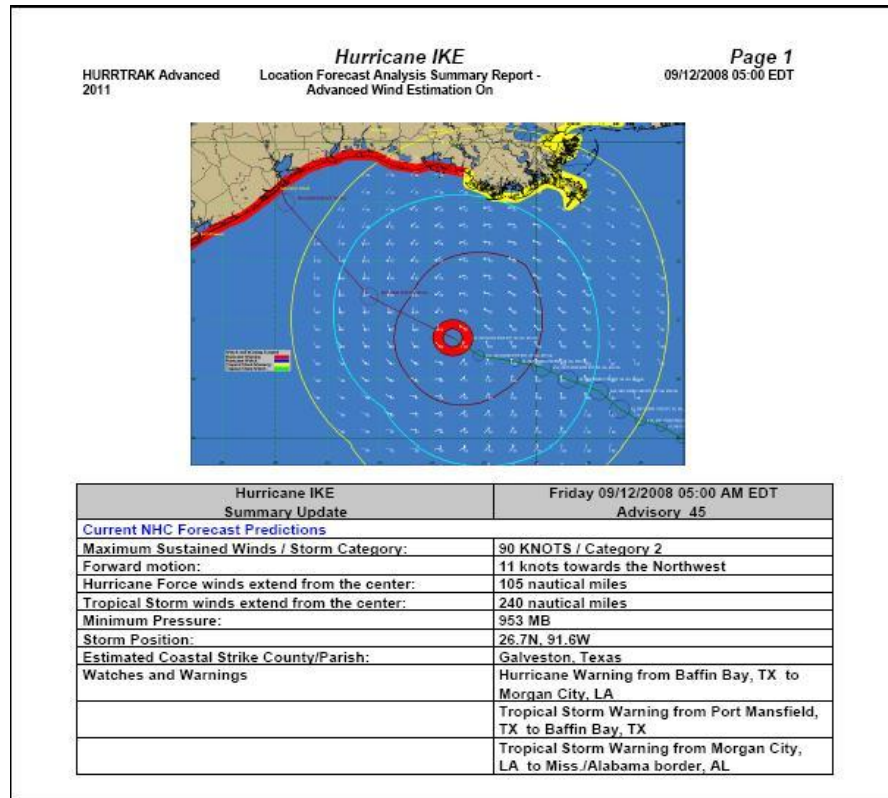 Hurricane IKE
Page 1
HURRTRAK Advanced
2011
Location Forecast Analysis Summary Report -
Advanced Wind Estimation On
09/12/2008 05:00 EDT
Hurricane IKE
Summary Update
Friday 09/12/2008 05:00 AM EDT
Advisory 45
Current NHC Forecast Predictions
Maximum Sustained Winds / Storm Category:
90 KNOTS / Category 2
Forward motion:
11 knots towards the Northwest
Hurricane Force winds extend from the center:
105 nautical miles
Tropical Storm winds extend from the center:
240 nautical miles
Minimum Pressure:
953 MB
Storm Position:
26.7N, 91.6W
Estimated Coastal Strike County/Parish:
Galveston, Texas
Watches and Warnings
Hurricane Warning from Baffin Bay, TX to
Morgan City, LA
Tropical Storm Warning from Port Mansfield,
TX to Baffin Bay, TX
Tropical Storm Warning from Morgan City,
LA to Miss./Alabama border, AL